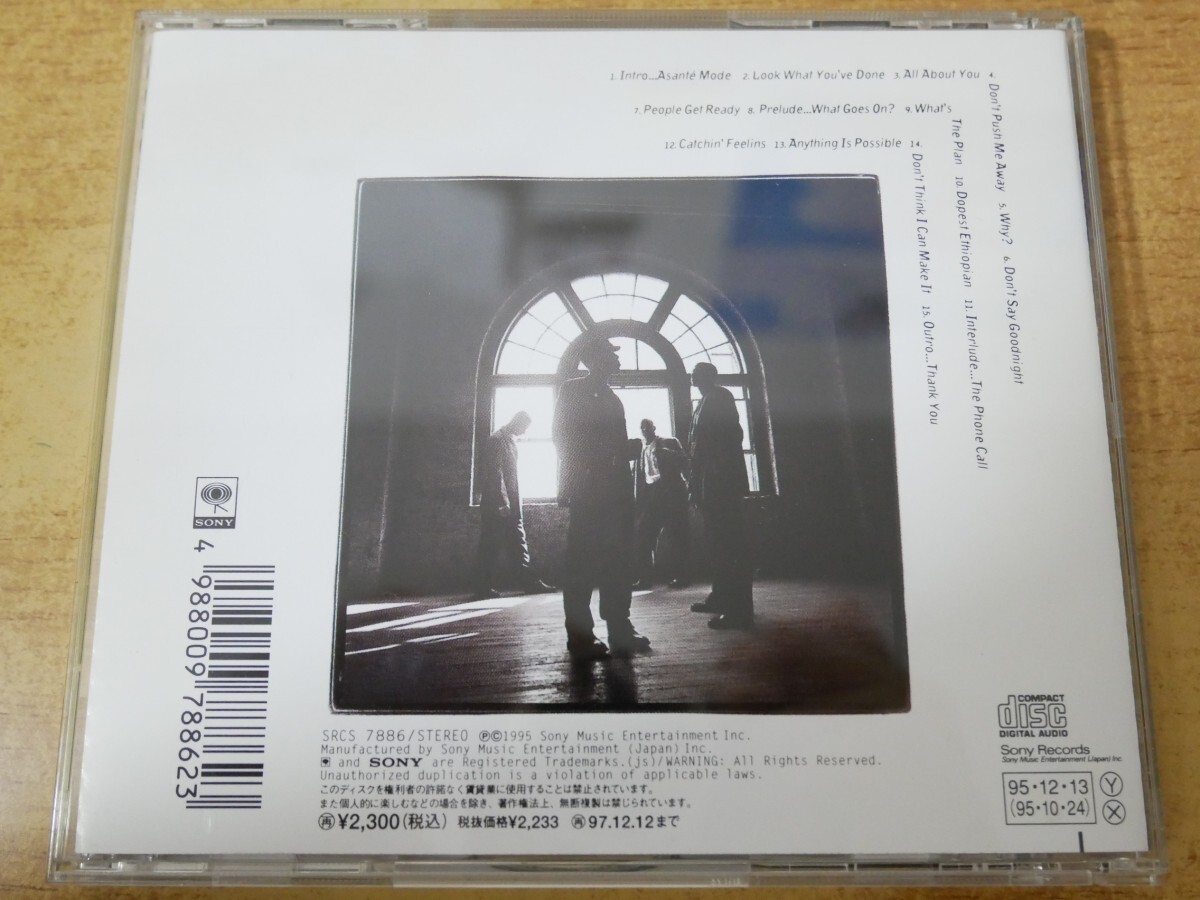 1. Intro...Asanté Mode 2. Look What You've Done 3. All About You 4.
Don't Push Me Away 5. Why? 6. Don't Say Goodnight
7. People Get Ready 8. Prelude...What Goes On? 9. What's
The Plan 10. Dopest Ethiopian 11. Interlude...The Phone Call
12. Catchin' Feelins 13. Anything Is Possible 14.
Don't Think I Can Make It 15. Outro...Thank You
SONY
4 988009 788623
SRCS 7886/STEREO ℗©1995 Sony Music Entertainment Inc.
Manufactured by Sony Music Entertainment (Japan) Inc.
and SONY are Registered Trademarks.(js)/WARNING: All Rights Reserved.
Unauthorized duplication is a violation of applicable laws.
このディスクを権利者の許諾なく賃貸業に使用することは禁止されています。
また個人的に楽しむなどの場合を除き、著作権法上、無断複製は禁じられています。
再¥2,300(税込) 税抜価格¥2,233 再97.12.12まで
COMPACT
disc
DIGITAL AUDIO
Sony Records
Sony Music Entertainment (Japan) Inc
95・12・13 Y
(95・10・24) X